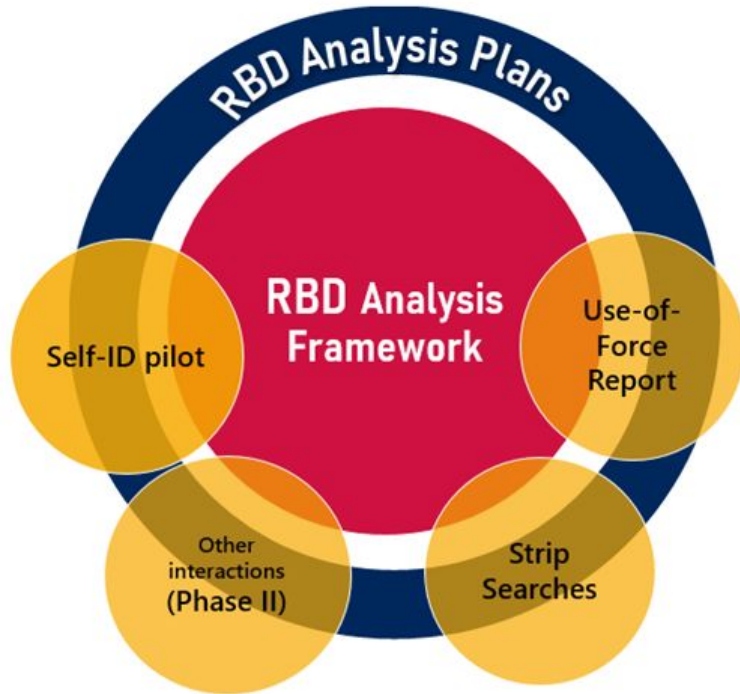 RBD Analysis Plans
RBD Analysis
Framework
Self-ID pilot
Use-of-
Force
Report
Other
interactions
(Phase II)
Strip
Searches